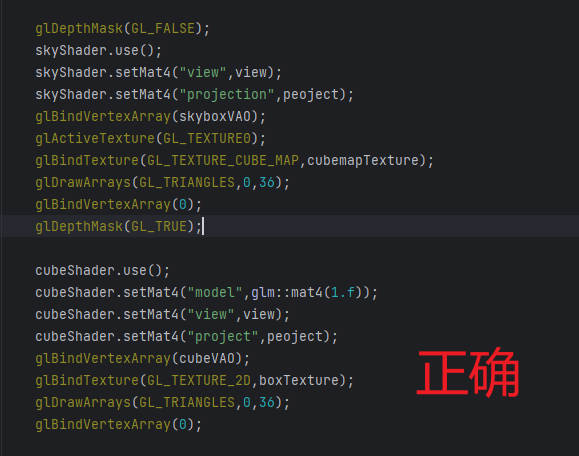 glDepthMask(GL_FALSE);
skyShader.use();
skyShader.setMat4("view",view);
skyShader.setMat4("projection",peoject);
glBindVertexArray(skyboxVAO);
glActiveTexture(GL_TEXTURE0);
glBindTexture(GL_TEXTURE_CUBE_MAP,cubemapTexture);
glDrawArrays(GL_TRIANGLES,0,36);
glBindVertexArray(0);
glDepthMask(GL_TRUE);
cubeShader.use();
cubeShader.setMat4("model",glm::mat4(1.f));
cubeShader.setMat4("view",view);
cubeShader.setMat4("project",peoject);
glBindVertexArray(cubeVAO);
glBindTexture(GL_TEXTURE_2D,boxTexture);
glDrawArrays(GL_TRIANGLES,0,36);
glBindVertexArray(0);
正确